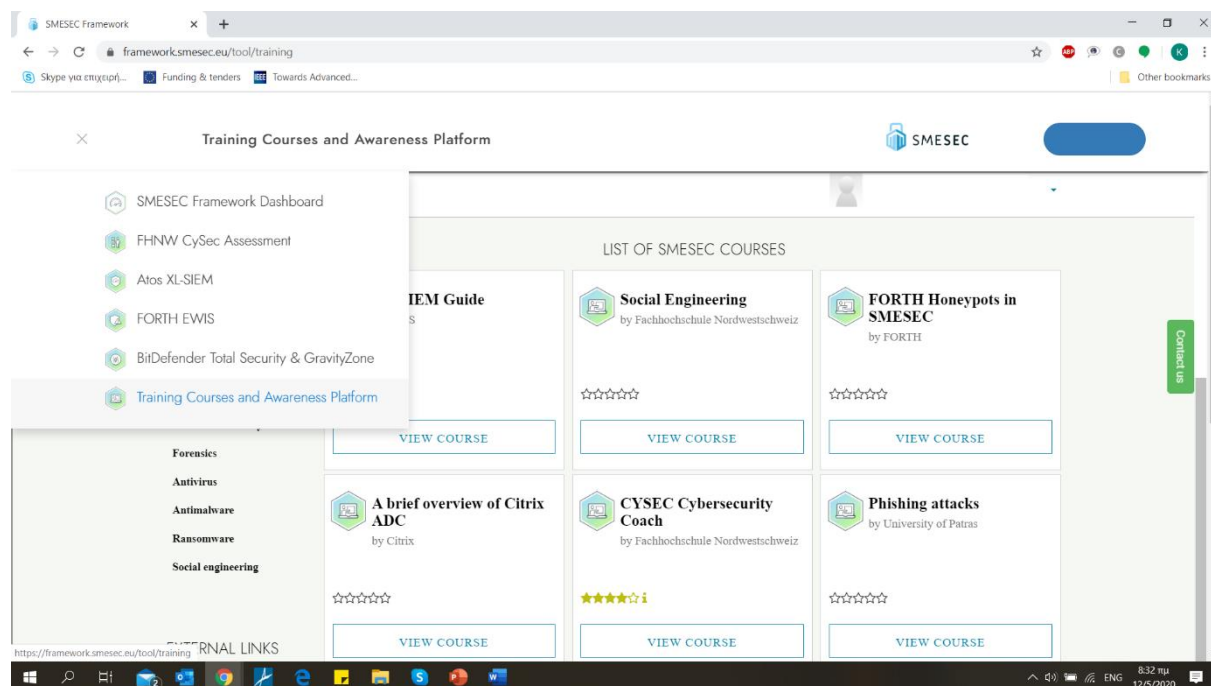 SMESEC Framework
framework.smesec.eu/tool/training
ABP
K
Skype για επιχειρή...
Funding & tenders
IEEE
Towards Advanced...
Other bookmarks
Training Courses and Awareness Platform
SMESEC
SMESEC Framework Dashboard
FHNW CySec Assessment
Atos XL-SIEM
FORTH EWIS
BitDefender Total Security & GravityZone
Training Courses and Awareness Platform
Forensics
Antivirus
Antimalware
Ransomware
Social engineering
LINKS
LIST OF SMESEC COURSES
IEM Guide
S
VIEW COURSE
Social Engineering
by Fachhochschule Nordwestschweiz
VIEW COURSE
FORTH Honeypots in
SMESEC
by FORTH
VIEW COURSE
A brief overview of Citrix
ADC
by Citrix
VIEW COURSE
CYSEC Cybersecurity
Coach
by Fachhochschule Nordwestschweiz
VIEW COURSE
Phishing attacks
by University of Patras
VIEW COURSE
Contact us
https://framework.smesec.eu/tool/training
ENG
8:32 πμ
12/5/2020